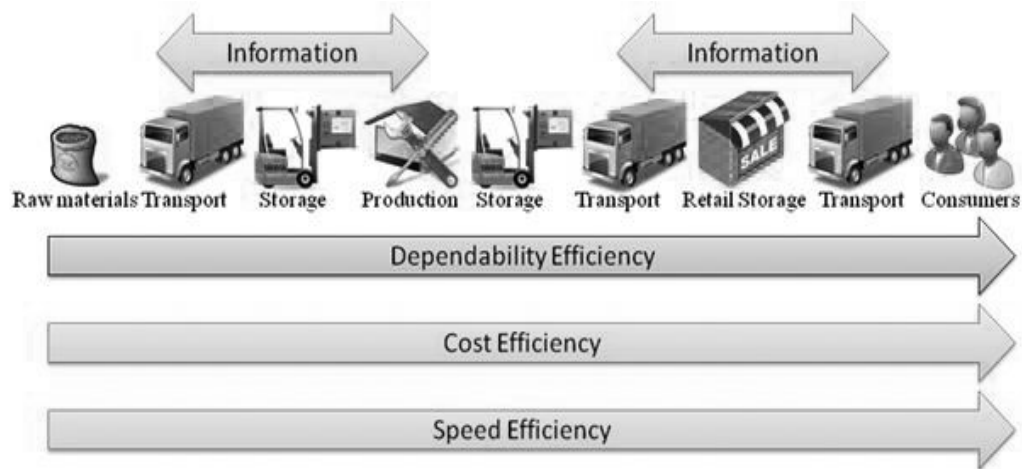 Information Information
SALE
Raw materials Transport Storage Production Storage Transport Retail Storage Transport Consumers
Dependability Efficiency
Cost Efficiency
Speed Efficiency